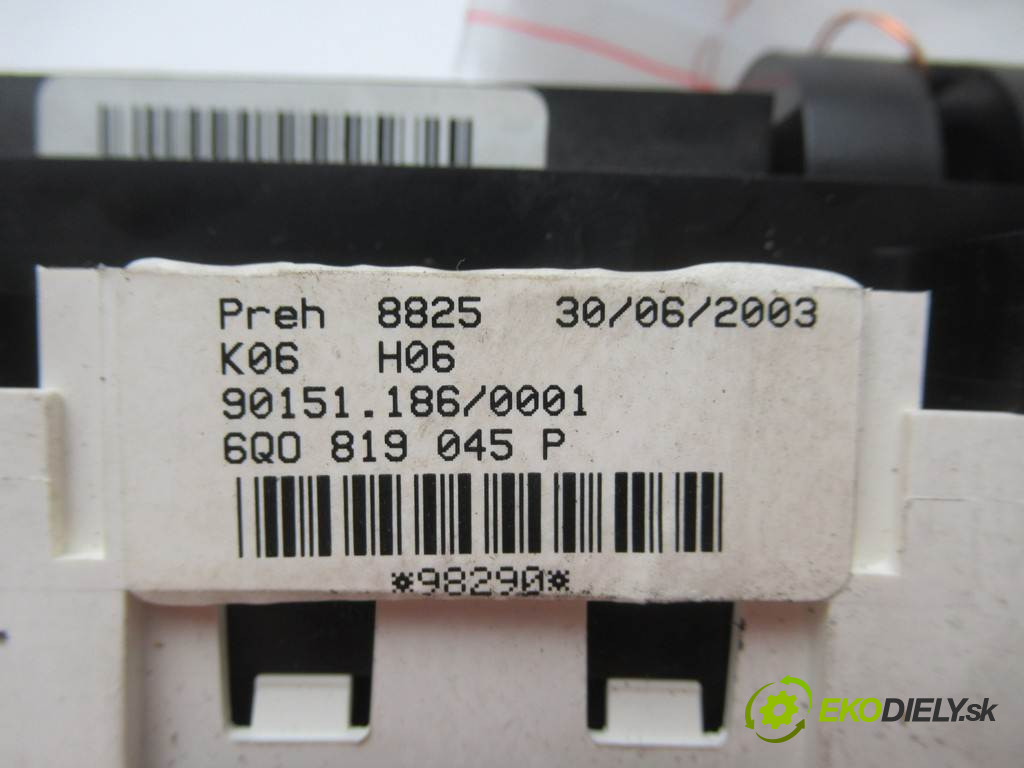 Preh 8825 30/06/2003
K06 H06
90151.186/0001
6Q0 819 045 P
*98290*
EKODIELY.sk